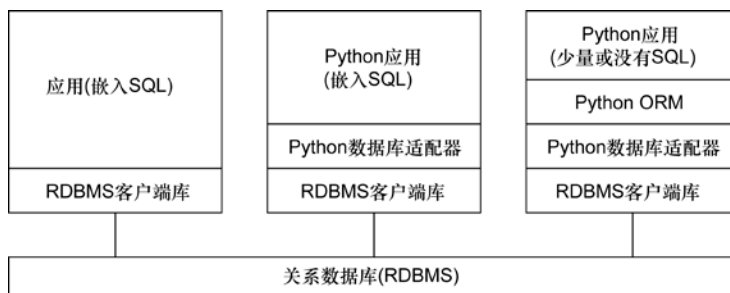 应用(嵌入SQL)
RDBMS客户端库
Python应用
(嵌入SQL)
Python数据库适配器
RDBMS客户端库
Python应用
(少量或没有SQL)
Python ORM
Python数据库适配器
RDBMS客户端库
关系数据库(RDBMS)